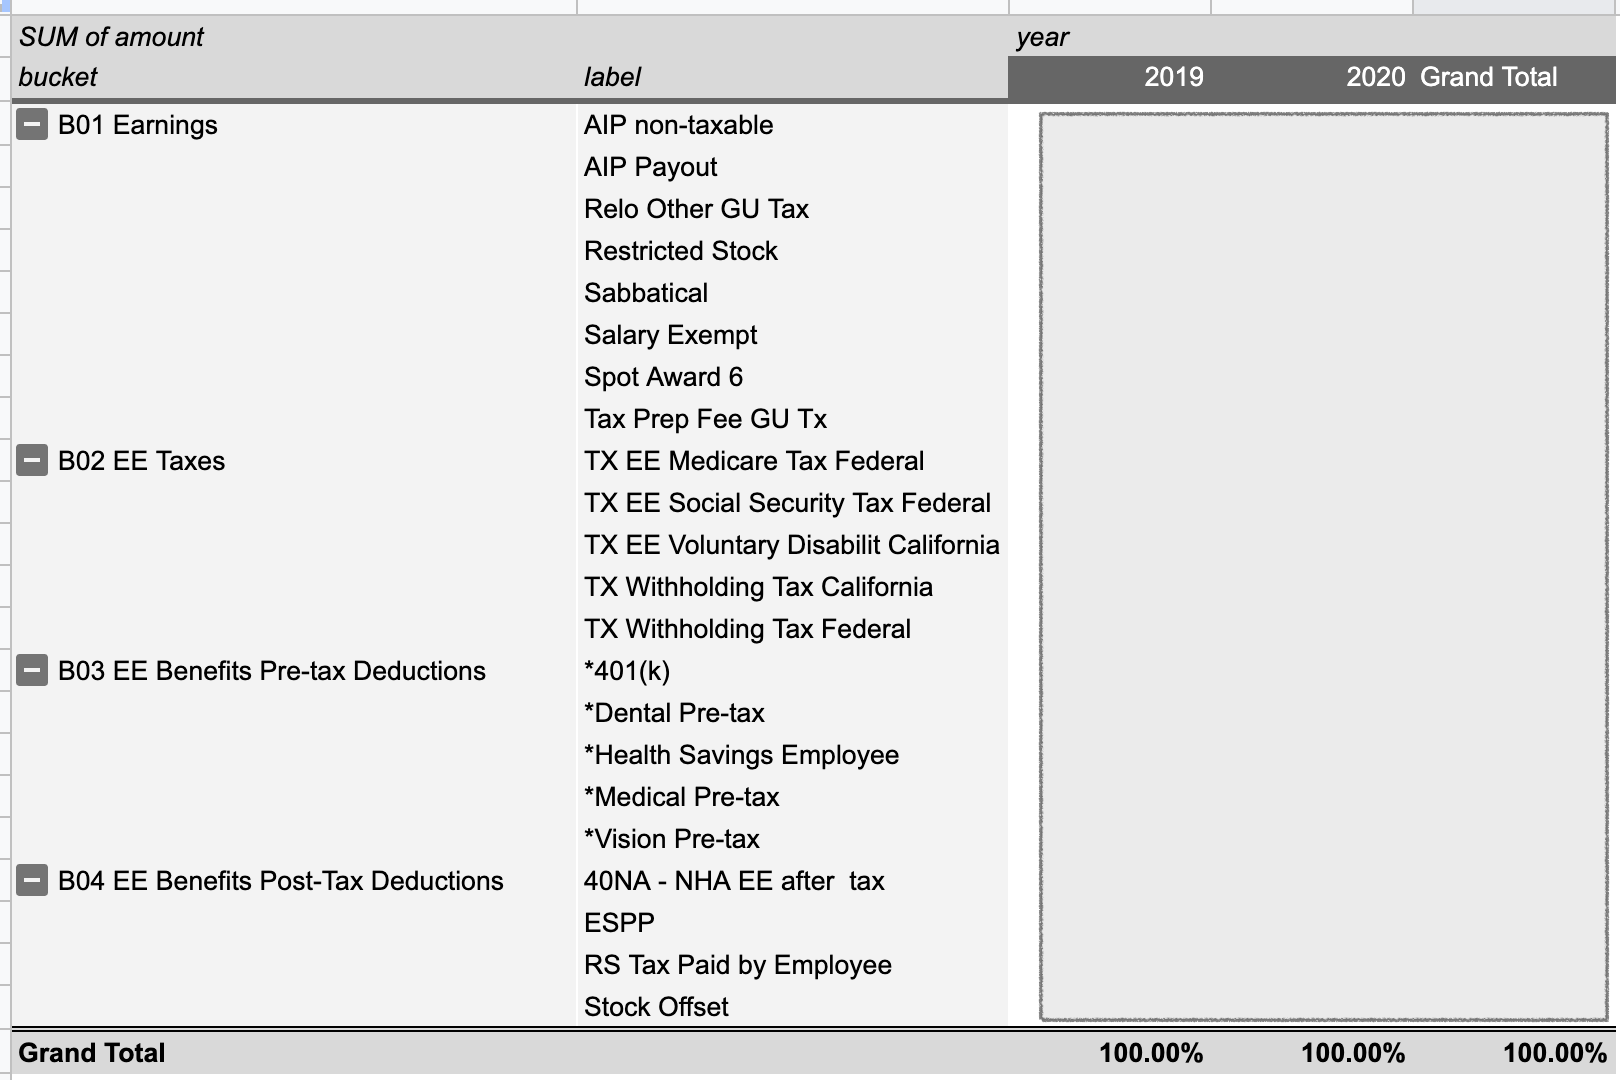 SUM of amount year
bucket label 2019 2020 Grand Total
B01 Earnings AIP non-taxable
AIP Payout
Relo Other GU Tax
Restricted Stock
Sabbatical
Salary Exempt
Spot Award 6
Tax Prep Fee GU Tx
B02 EE Taxes TX EE Medicare Tax Federal
TX EE Social Security Tax Federal
TX EE Voluntary Disabilit California
TX Withholding Tax California
TX Withholding Tax Federal
B03 EE Benefits Pre-tax Deductions *401(k)
*Dental Pre-tax
*Health Savings Employee
*Medical Pre-tax
*Vision Pre-tax
B04 EE Benefits Post-Tax Deductions 40NA - NHA EE after  tax
ESPP
RS Tax Paid by Employee
Stock Offset
Grand Total 100.00% 100.00% 100.00%